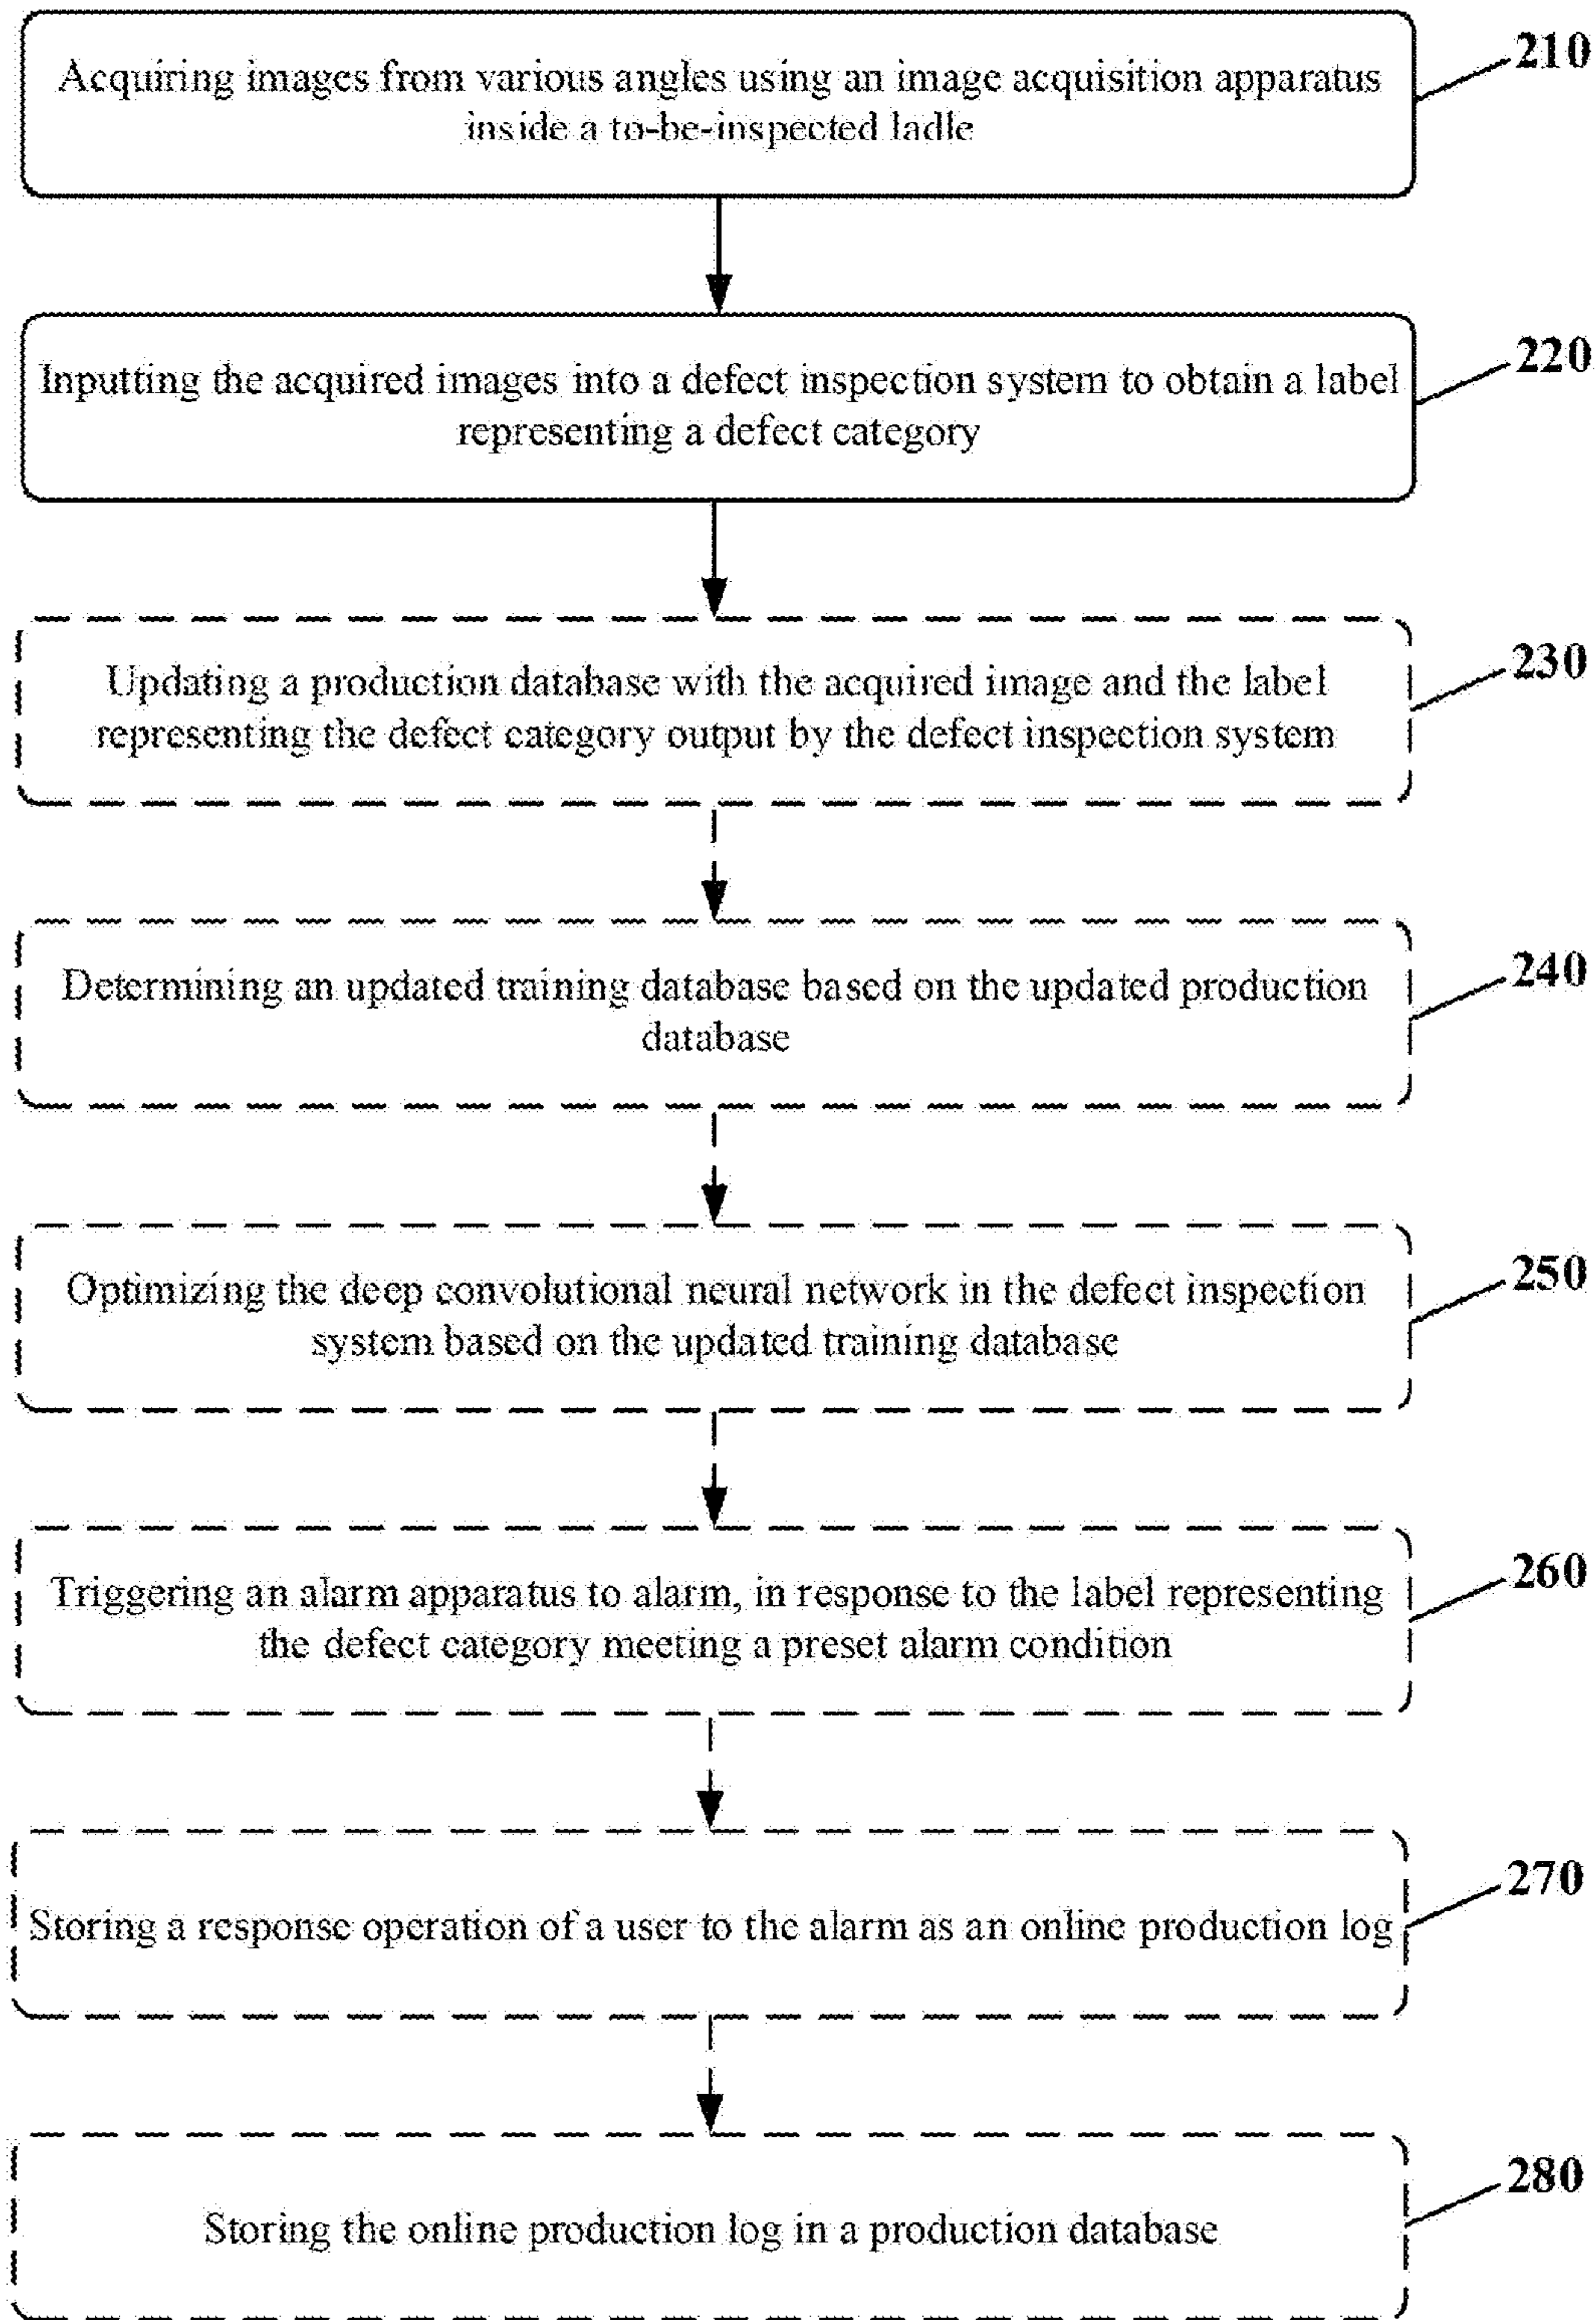 Acquiring images from various angles using an image acquisition apparatus
inside a to-be-inspected ladle
210
Inputting the acquired images into a defect inspection system to obtain a label
representing a defect category
220
Updating a production database with the acquired image and the label
representing the defect category output by the defect inspection system
230
Determining an updated training database based on the updated production
database
240
Optimizing the deep convolutional neural network in the defect inspection
system based on the updated training database
250
Triggering an alarm apparatus to alarm, in response to the label representing
the defect category meeting a preset alarm condition
260
Storing a response operation of a user to the alarm as an online production log
270
Storing the online production log in a production database
280